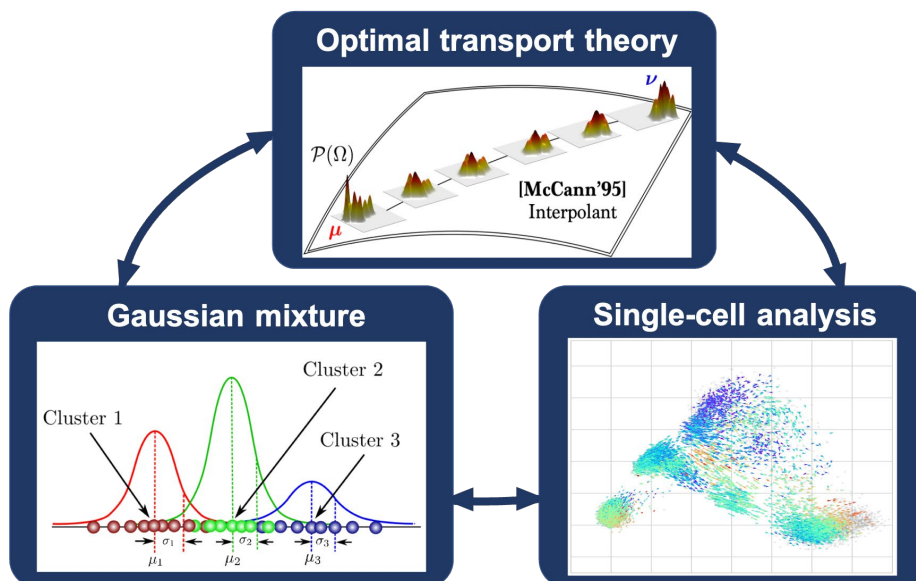 Optimal transport theory
ν
𝒫(Ω)
[McCann'95]
Interpolant
μ
Gaussian mixture
Cluster 2
Cluster 1
Cluster 3
σ₁
σ₂
σ₃
μ₁
μ₂
μ₃
Single-cell analysis